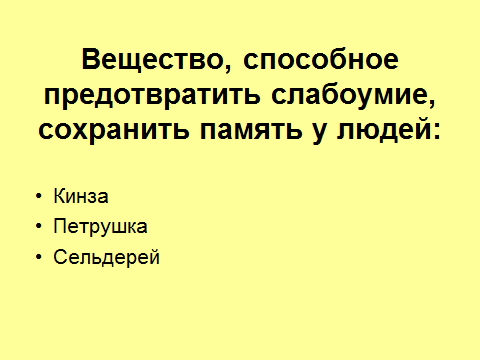 Вещество, способное
предотвратить слабоумие,
сохранить память у людей:
• Кинза
• Петрушка
• Сельдерей